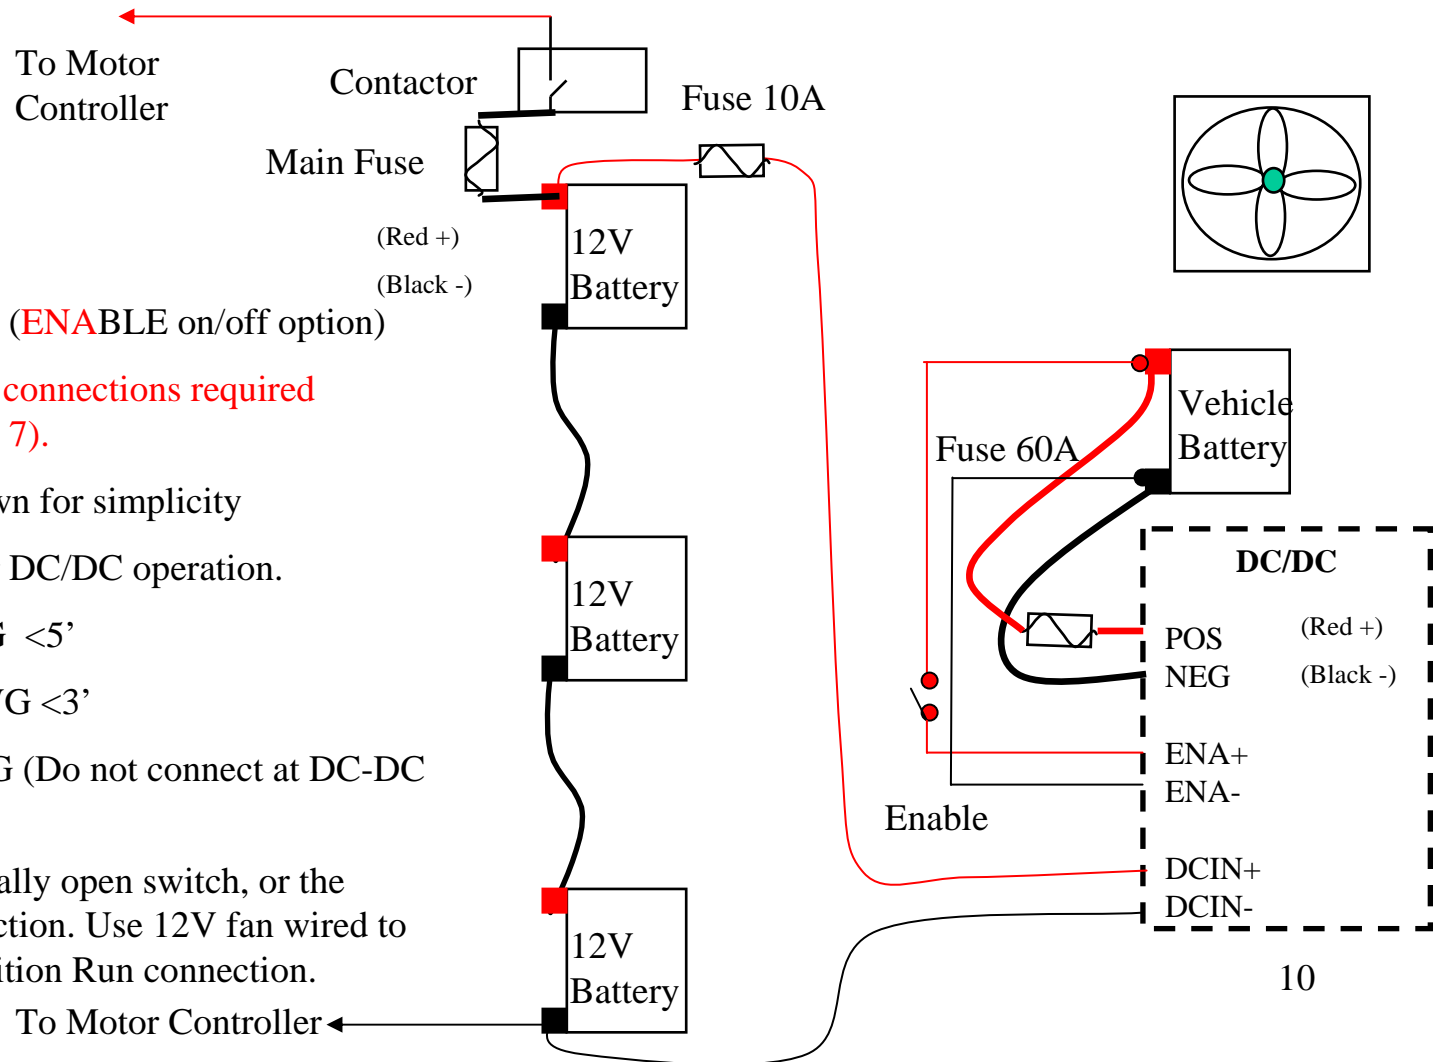 To Motor
Controller
Contactor
Fuse 10A
Main Fuse
(Red +)
(Black -)
12V
Battery
(ENABLE on/off option)
connections required
7).
Vehicle
Battery
Fuse 60A
wn for simplicity
DC/DC operation.
12V
Battery
DC/DC
G <5’
POS
(Red +)
NEG
(Black -)
VG <3’
G (Do not connect at DC-DC
ENA+
ENA-
Enable
ally open switch, or the
ction. Use 12V fan wired to
ition Run connection.
DCIN+
DCIN-
12V
Battery
10
To Motor Controller